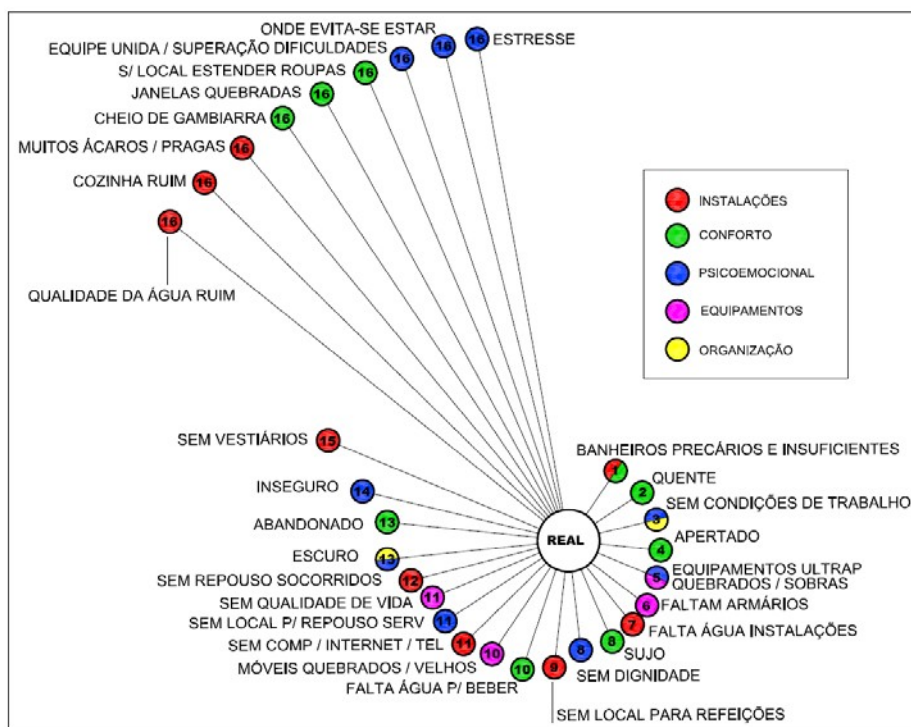 ONDE EVITA-SE ESTAR
16
ESTRESSE
16
EQUIPE UNIDA / SUPERAÇÃO DIFICULDADES
16
S/ LOCAL ESTENDER ROUPAS
16
JANELAS QUEBRADAS
16
CHEIO DE GAMBIARRA
16
MUITOS ÁCAROS / PRAGAS
16
COZINHA RUIM
16
16
QUALIDADE DA ÁGUA RUIM
INSTALAÇÕES
CONFORTO
PSICOEMOCIONAL
EQUIPAMENTOS
ORGANIZAÇÃO
SEM VESTIÁRIOS
15
INSEGURO
14
ABANDONADO
13
ESCURO
13
SEM REPOUSO SOCORRIDOS
12
SEM QUALIDADE DE VIDA
11
SEM LOCAL P/ REPOUSO SERV
11
SEM COMP / INTERNET / TEL
11
MÓVEIS QUEBRADOS / VELHOS
10
FALTA ÁGUA P/ BEBER
10
REAL
BANHEIROS PRECÁRIOS E INSUFICIENTES
1
QUENTE
2
SEM CONDIÇÕES DE TRABALHO
3
APERTADO
4
EQUIPAMENTOS ULTRAP
QUEBRADOS / SOBRAS
5
FALTAM ARMÁRIOS
6
FALTA ÁGUA INSTALAÇÕES
7
SUJO
8
SEM DIGNIDADE
8
SEM LOCAL PARA REFEIÇÕES
9